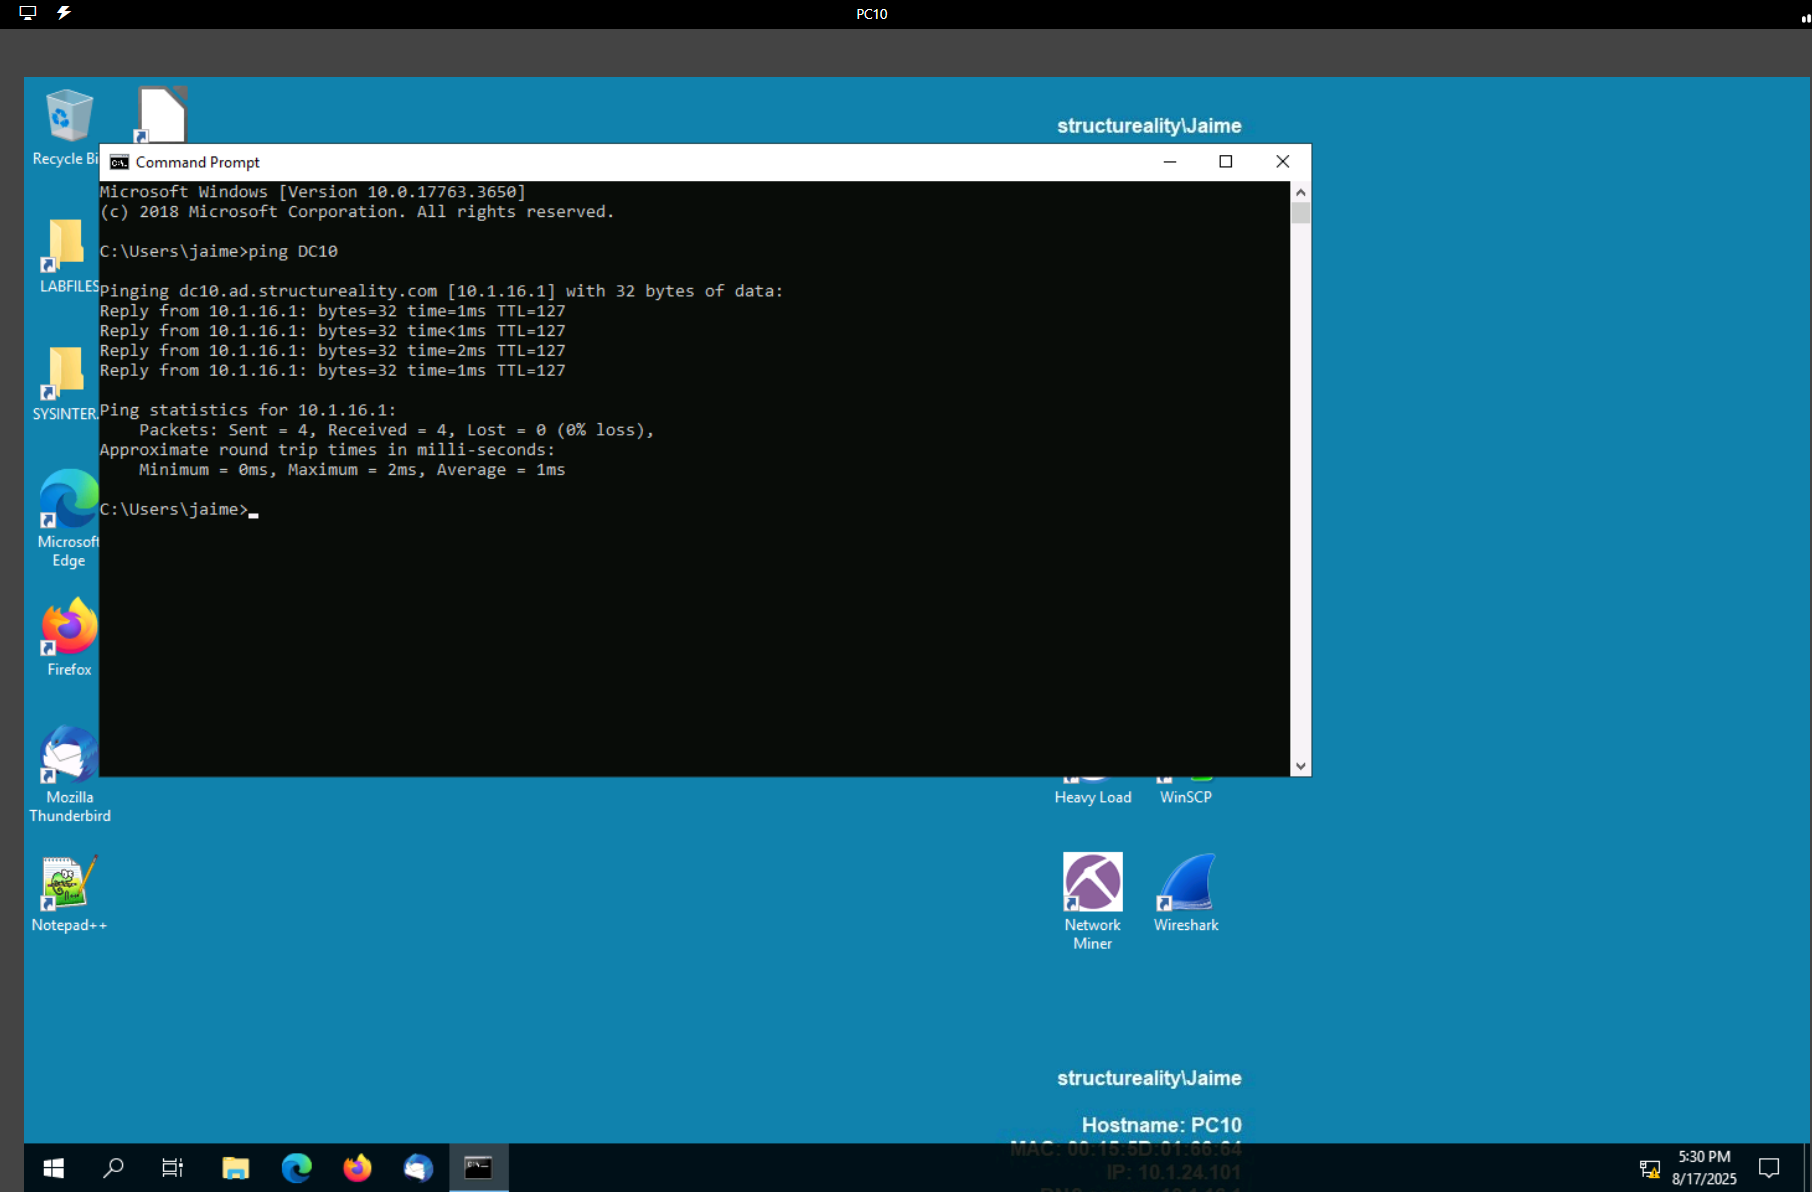 PC10
Recycle Bi
structureality\Jaime
Command Prompt
Microsoft Windows [Version 10.0.17763.3650]
(c) 2018 Microsoft Corporation. All rights reserved.
C:\Users\jaime>ping DC10
Pinging dc10.ad.structureality.com [10.1.16.1] with 32 bytes of data:
Reply from 10.1.16.1: bytes=32 time=1ms TTL=127
Reply from 10.1.16.1: bytes=32 time<1ms TTL=127
Reply from 10.1.16.1: bytes=32 time=2ms TTL=127
Reply from 10.1.16.1: bytes=32 time=1ms TTL=127
Ping statistics for 10.1.16.1:
Packets: Sent = 4, Received = 4, Lost = 0 (0% loss),
Approximate round trip times in milli-seconds:
Minimum = 0ms, Maximum = 2ms, Average = 1ms
C:\Users\jaime>
LABFILES
SYSINTER
Microsoft
Edge
Firefox
Mozilla
Thunderbird
Notepad++
Heavy Load
WinSCP
Network
Miner
Wireshark
structureality\Jaime
Hostname: PC10
MAC: 00:15:5D:01:66:64
IP: 10.1.24.101
5:30 PM
8/17/2025